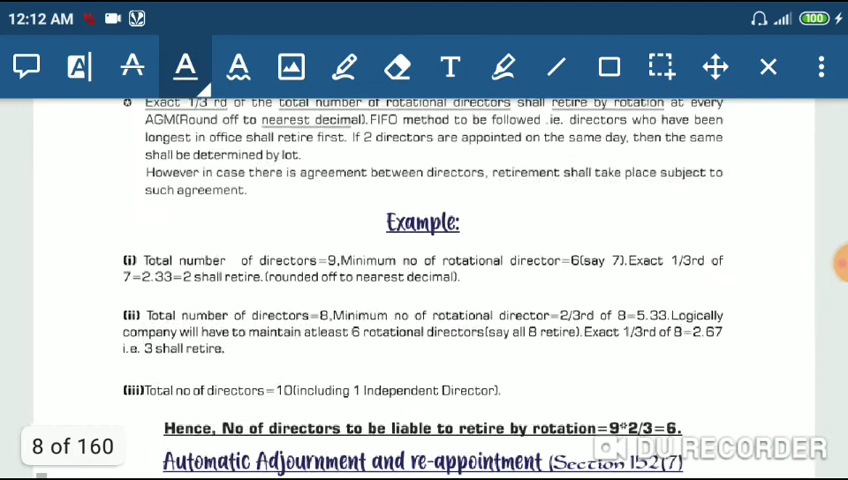 12:12 AM
100
A
A
A
A
T
Exact 1/3 rd of the total number of rotational directors shall retire by rotation at every
AGM(Round off to nearest decimal).FIFO method to be followed .ie. directors who have been
longest in office shall retire first. If 2 directors are appointed on the same day, then the same
shall be determined by lot.
However in case there is agreement between directors, retirement shall take place subject to
such agreement.
Example:
(i) Total number of directors=9,Minimum no of rotational director=6(say 7).Exact 1/3rd of
7=2.33=2 shall retire.(rounded off to nearest decimal).
(ii) Total number of directors=8,Minimum no of rotational director=2/3rd of 8=5.33.Logically
company will have to maintain atleast 6 rotational directors(say all 8 retire).Exact 1/3rd of 8=2.67
i.e. 3 shall retire.
(iii)Total no of directors=10(including 1 Independent Director).
Hence, No of directors to be liable to retire by rotation=9*2/3=6.
8 of 160
DU RECORDER
Automatic Adjournment and re-appointment (Section 152(7)